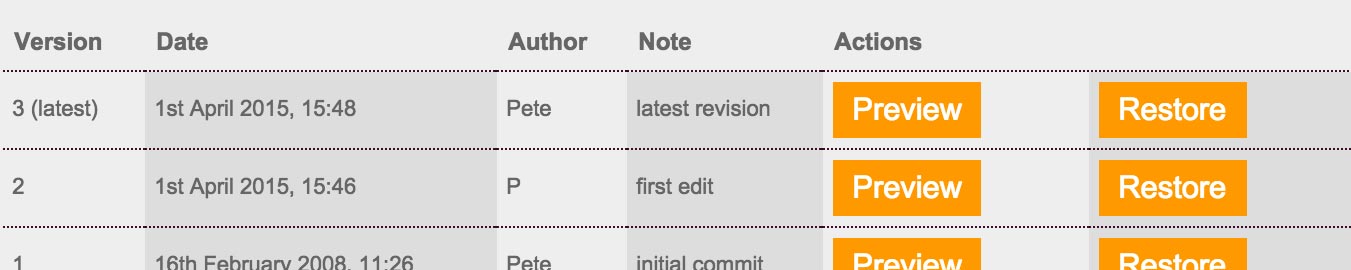 Version Date Author Note Actions
3 (latest) 1st April 2015, 15:48 Pete latest revision Preview Restore
2 1st April 2015, 15:46 P first edit Preview Restore
1 16th February 2008, 11:26 Pete initial commit Preview Restore